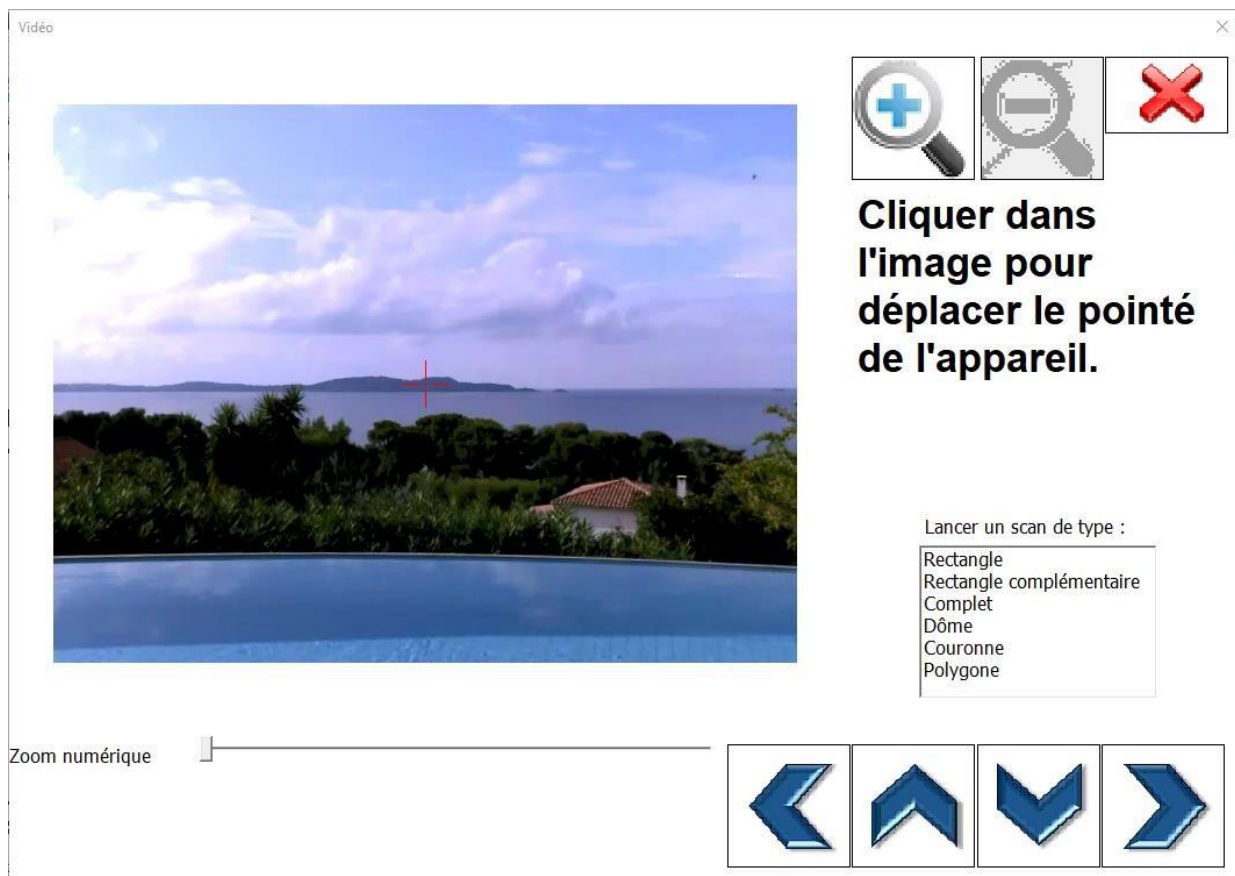 Vidéo
Cliquer dans
l'image pour
déplacer le pointé
de l'appareil.
Lancer un scan de type :
Rectangle
Rectangle complémentaire
Complet
Dôme
Couronne
Polygone
Zoom numérique